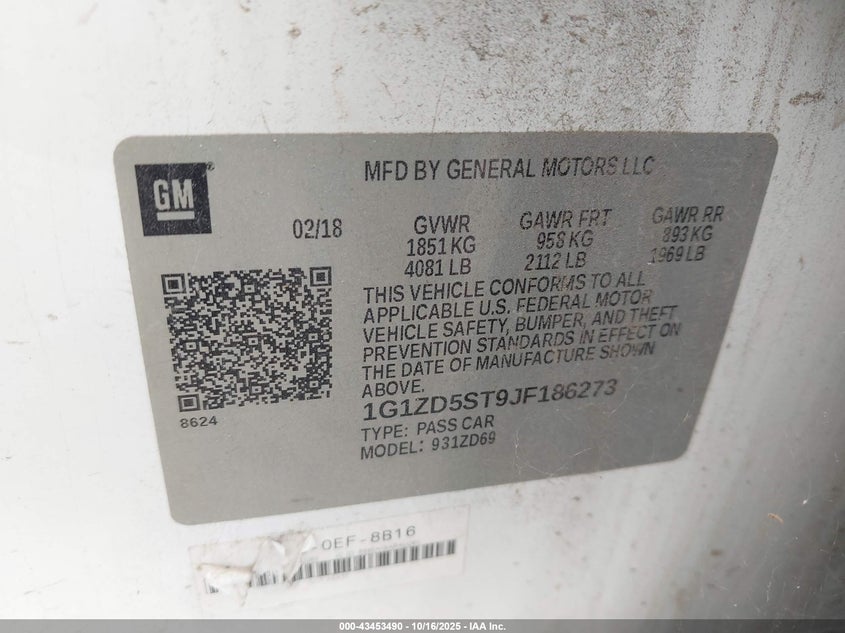 GM
MFD BY GENERAL MOTORS LLC
02/18
GVWR GAWR FRT GAWR RR
1851 KG 958 KG 893 KG
4081 LB 2112 LB 1969 LB
THIS VEHICLE CONFORMS TO ALL
APPLICABLE U.S. FEDERAL MOTOR
VEHICLE SAFETY, BUMPER, AND THEFT
PREVENTION STANDARDS IN EFFECT ON
THE DATE OF MANUFACTURE SHOWN
ABOVE.
1G1ZD5ST9JF186273
8624
TYPE: PASS CAR
MODEL: 931ZD69
-0EF-8B16
000-43453490 - 10/16/2025 - IAA Inc.